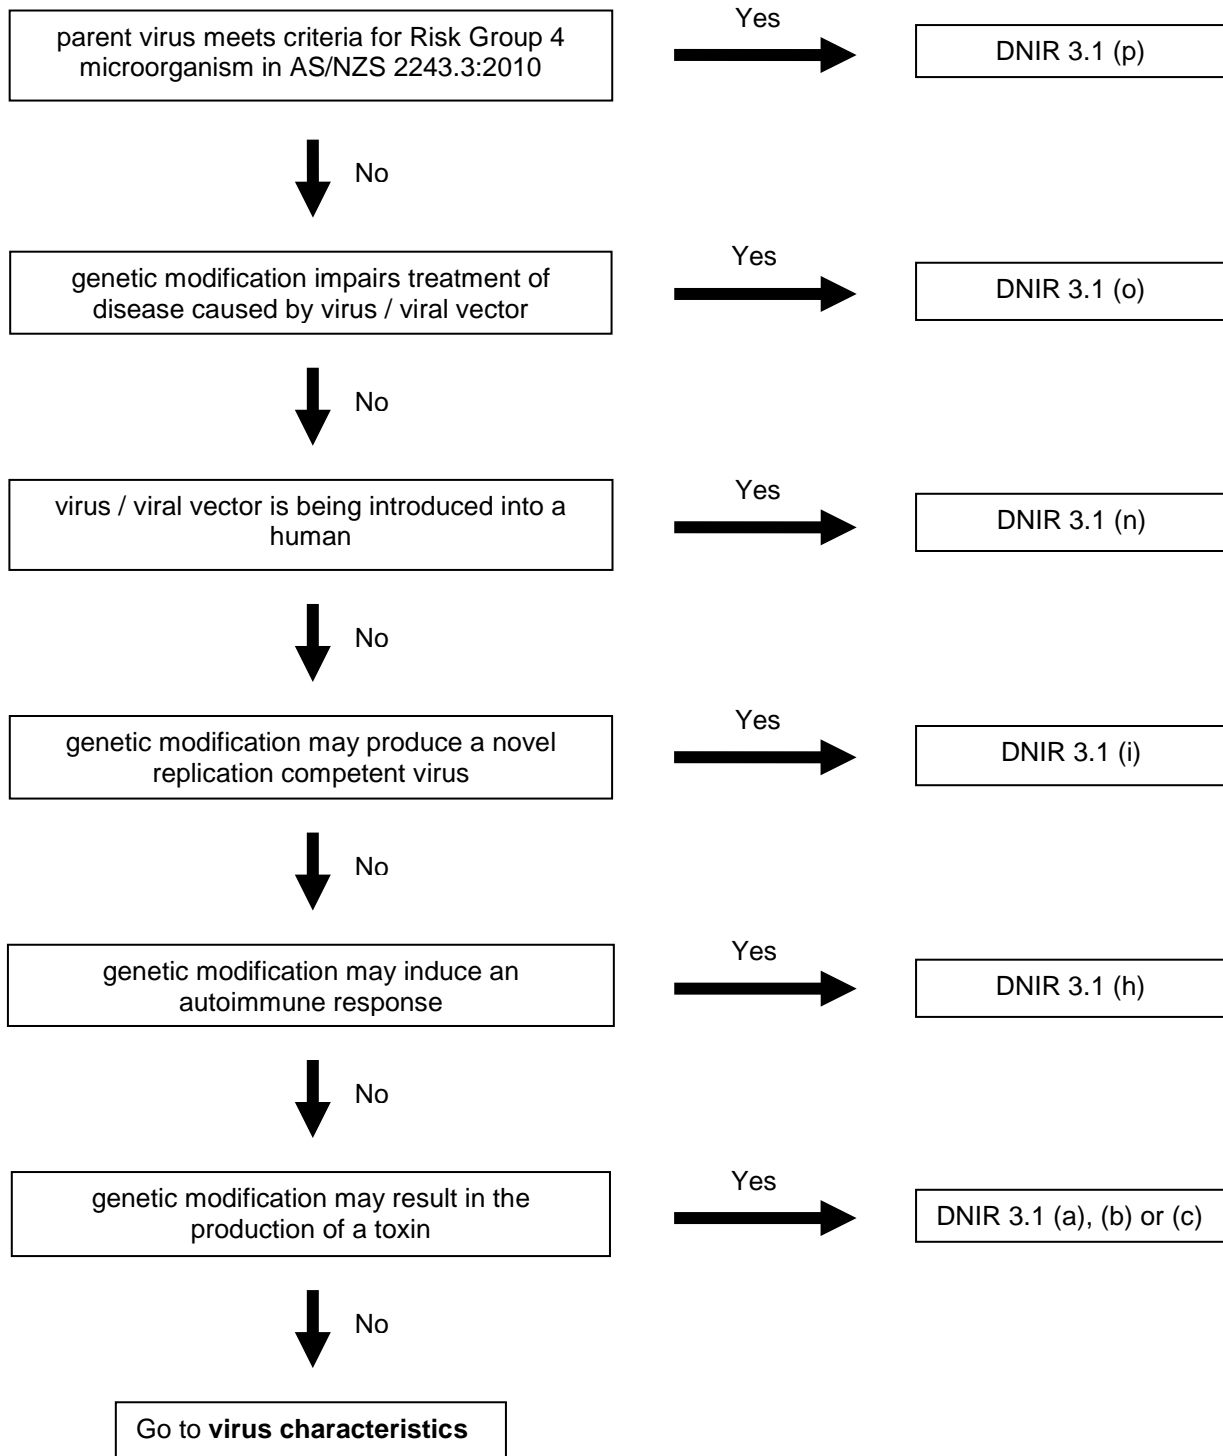 parent virus meets criteria for Risk Group 4
microorganism in AS/NZS 2243.3:2010
Yes
DNIR 3.1 (p)
No
genetic modification impairs treatment of
disease caused by virus / viral vector
Yes
DNIR 3.1 (o)
No
virus / viral vector is being introduced into a
human
Yes
DNIR 3.1 (n)
No
genetic modification may produce a novel
replication competent virus
Yes
DNIR 3.1 (i)
No
genetic modification may induce an
autoimmune response
Yes
DNIR 3.1 (h)
No
genetic modification may result in the
production of a toxin
Yes
DNIR 3.1 (a), (b) or (c)
No
Go to virus characteristics